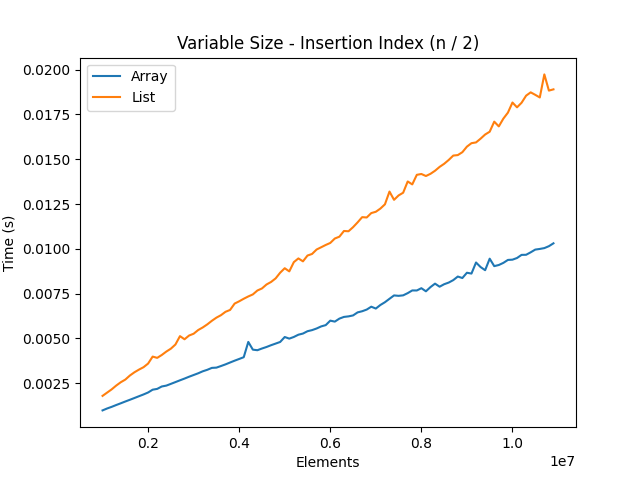 Variable Size - Insertion Index (n / 2)
Array
List
0.0200
0.0175
0.0150
0.0125
0.0100
0.0075
0.0050
0.0025
Time (s)
0.2
0.4
0.6
0.8
1.0
1e7
Elements